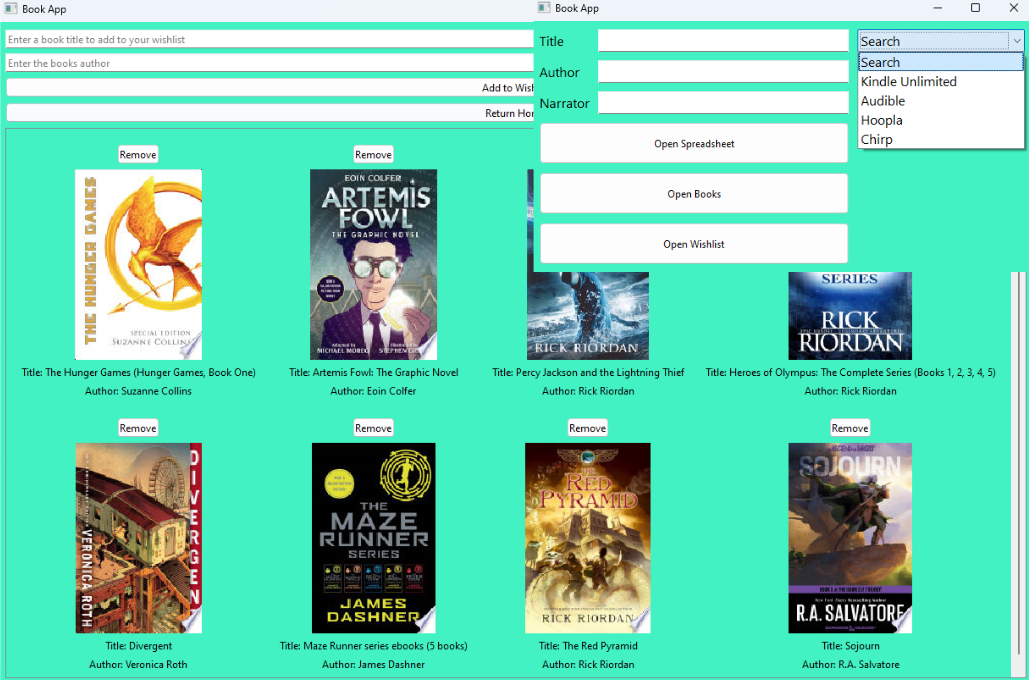 Book App
Enter a book title to add to your wishlist
Enter the books author
Add to Wish
Return Hom
Book App
Title
Author
Narrator
Search
Search
Kindle Unlimited
Audible
Hoopla
Chirp
Open Spreadsheet
Open Books
Open Wishlist
Remove
Remove
THE HUNGER GAMES
SPECIAL EDITION
SUZANNE COLLINS
EOIN COLFER
ARTEMIS
FOWL
THE GRAPHIC NOVEL
Adapted by
MICHAEL MORECI
Illustrated by
STEPHEN
RICK RIORDAN
SERIES
RICK
RIORDAN
Title: The Hunger Games (Hunger Games, Book One)
Author: Suzanne Collins
Title: Artemis Fowl: The Graphic Novel
Author: Eoin Colfer
Title: Percy Jackson and the Lightning Thief
Author: Rick Riordan
Title: Heroes of Olympus: The Complete Series (Books 1, 2, 3, 4, 5)
Author: Rick Riordan
Remove
Remove
Remove
Remove
DIVERGEN
VERONICA ROTH
THE
MAZE
RUNNER
SERIES
JAMES
DASHNER
THE
RED
PYRAMID
RICK RIORDAN
SOJOURN
R.A. SALVATORE
Title: Divergent
Author: Veronica Roth
Title: Maze Runner series ebooks (5 books)
Author: James Dashner
Title: The Red Pyramid
Author: Rick Riordan
Title: Sojourn
Author: R.A. Salvatore